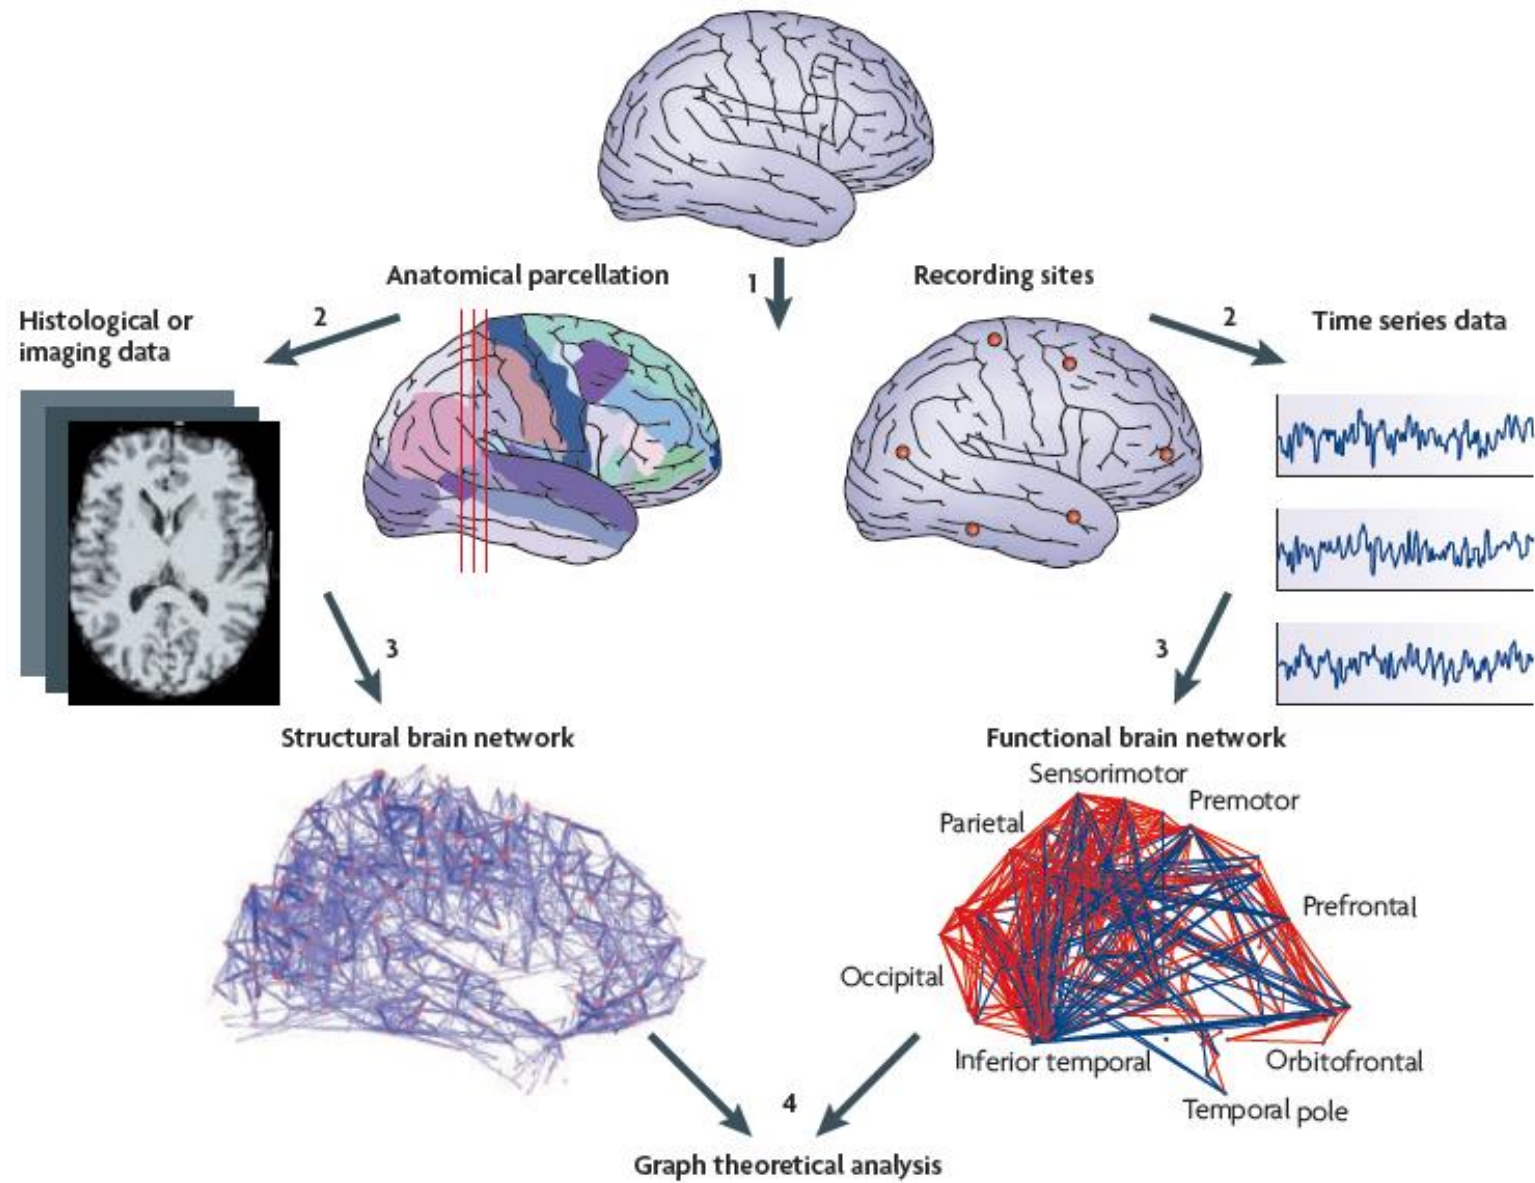 Anatomical parcellation
1
Recording sites
Histological or
imaging data
2
2
Time series data
3
3
Structural brain network
Functional brain network
Sensorimotor
Premotor
Parietal
Prefrontal
Occipital
Inferior temporal
Orbitofrontal
Temporal pole
4
Graph theoretical analysis